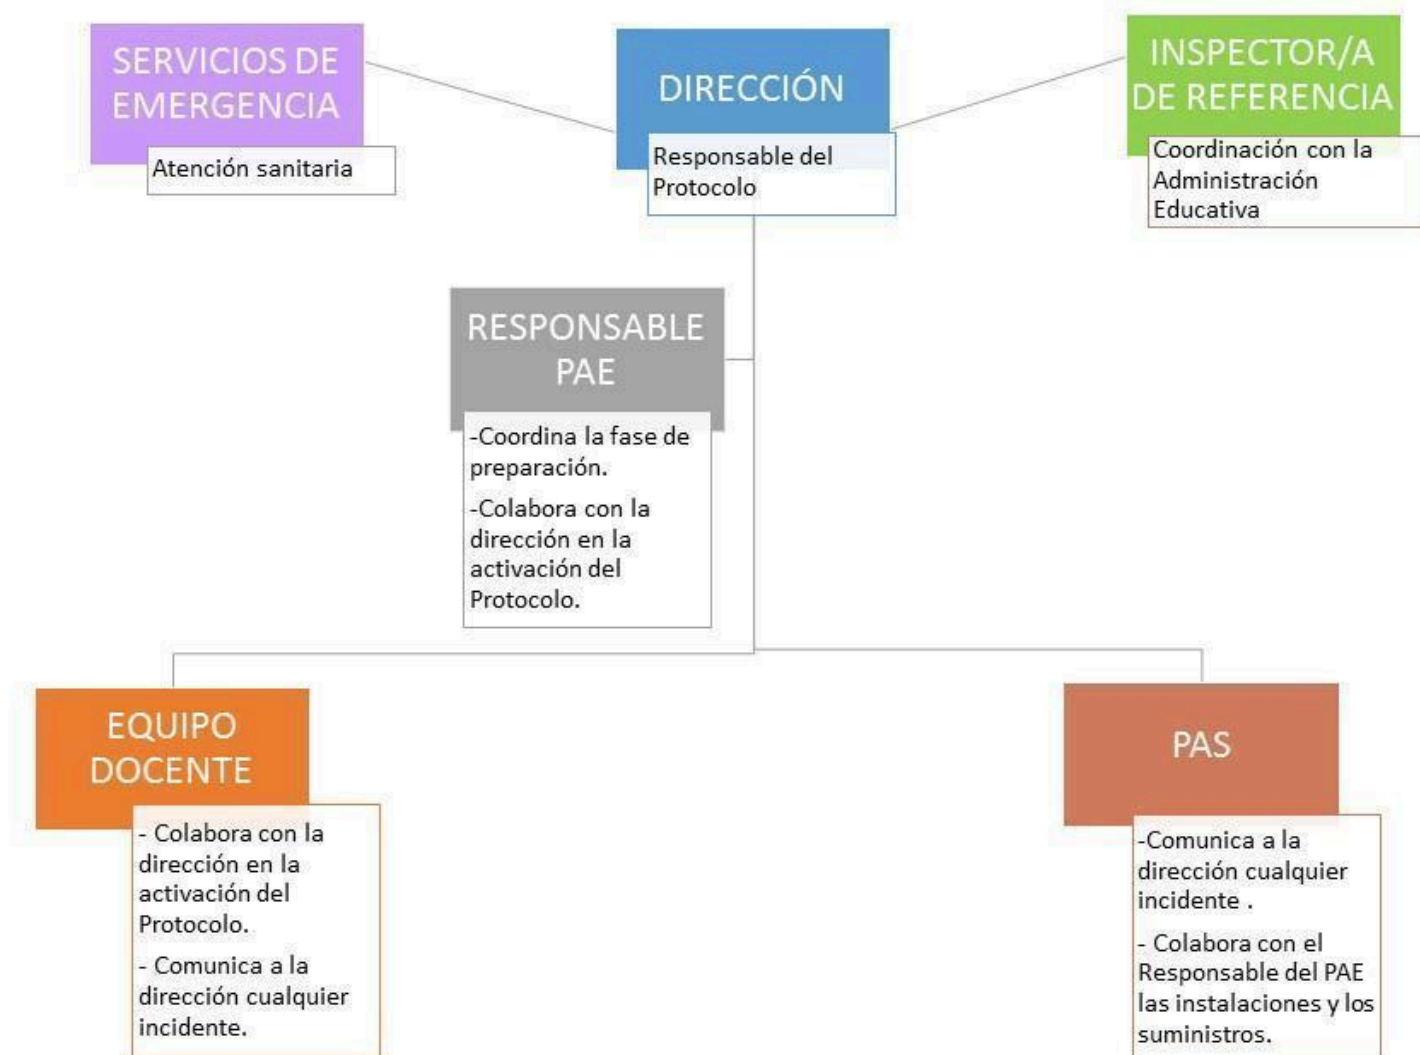 SERVICIOS DE
EMERGENCIA
Atención sanitaria
DIRECCIÓN
Responsable del
Protocolo
INSPECTOR/A
DE REFERENCIA
Coordinación con la
Administración
Educativa
RESPONSABLE
PAE
-Coordina la fase de
preparación.
-Colabora con la
dirección en la
activación del
Protocolo.
EQUIPO
DOCENTE
- Colabora con la
dirección en la
activación del
Protocolo.
- Comunica a la
dirección cualquier
incidente.
PAS
-Comunica a la
dirección cualquier
incidente .
- Colabora con el
Responsable del PAE
las instalaciones y los
suministros.